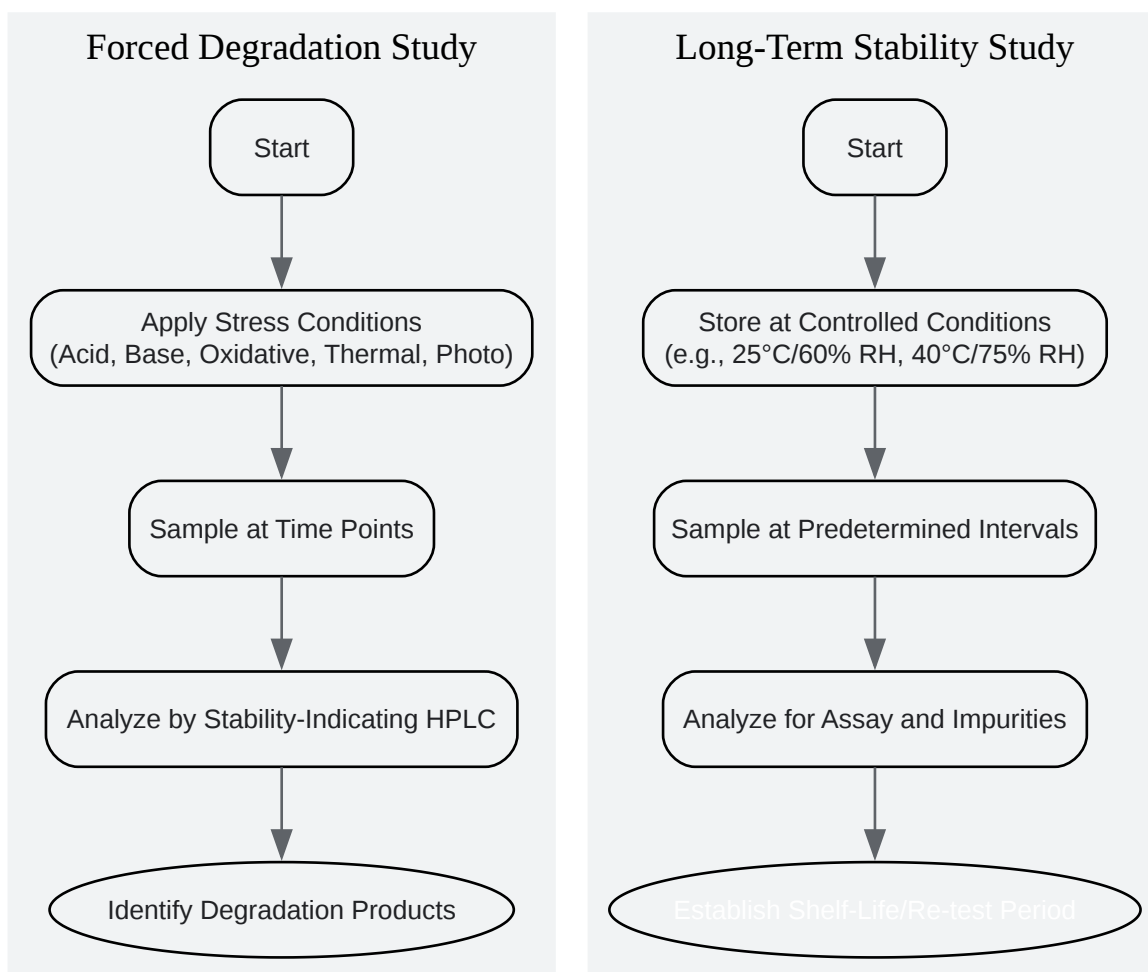 Forced Degradation Study
Start
Apply Stress Conditions
(Acid, Base, Oxidative, Thermal, Photo)
Sample at Time Points
Analyze by Stability-Indicating HPLC
Identify Degradation Products
Long-Term Stability Study
Start
Store at Controlled Conditions
(e.g., 25°C/60% RH, 40°C/75% RH)
Sample at Predetermined Intervals
Analyze for Assay and Impurities
Establish Shelf-Life/Re-test Period